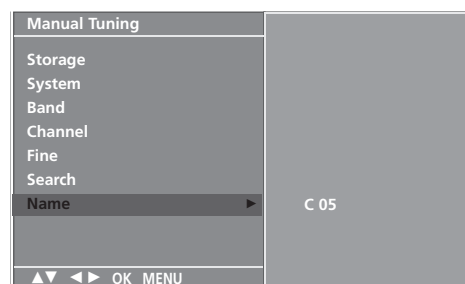 Manual Tuning
Storage
System
Band
Channel
Fine
Search
Name ► C 05
▲▼ ◄► OK MENU